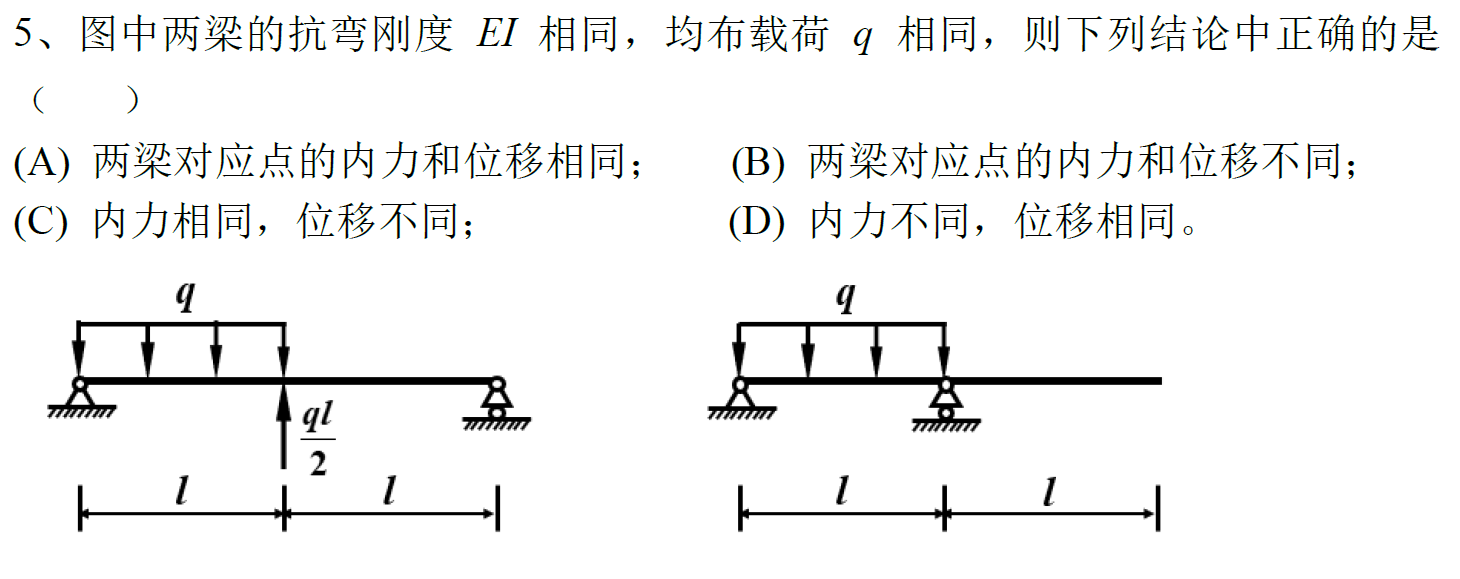 5、图中两梁的抗弯刚度 EI 相同，均布载荷 q 相同，则下列结论中正确的是
（ ）
(A) 两梁对应点的内力和位移相同； (B) 两梁对应点的内力和位移不同；
(C) 内力相同，位移不同； (D) 内力不同，位移相同。
q q
ql
2
l l l l